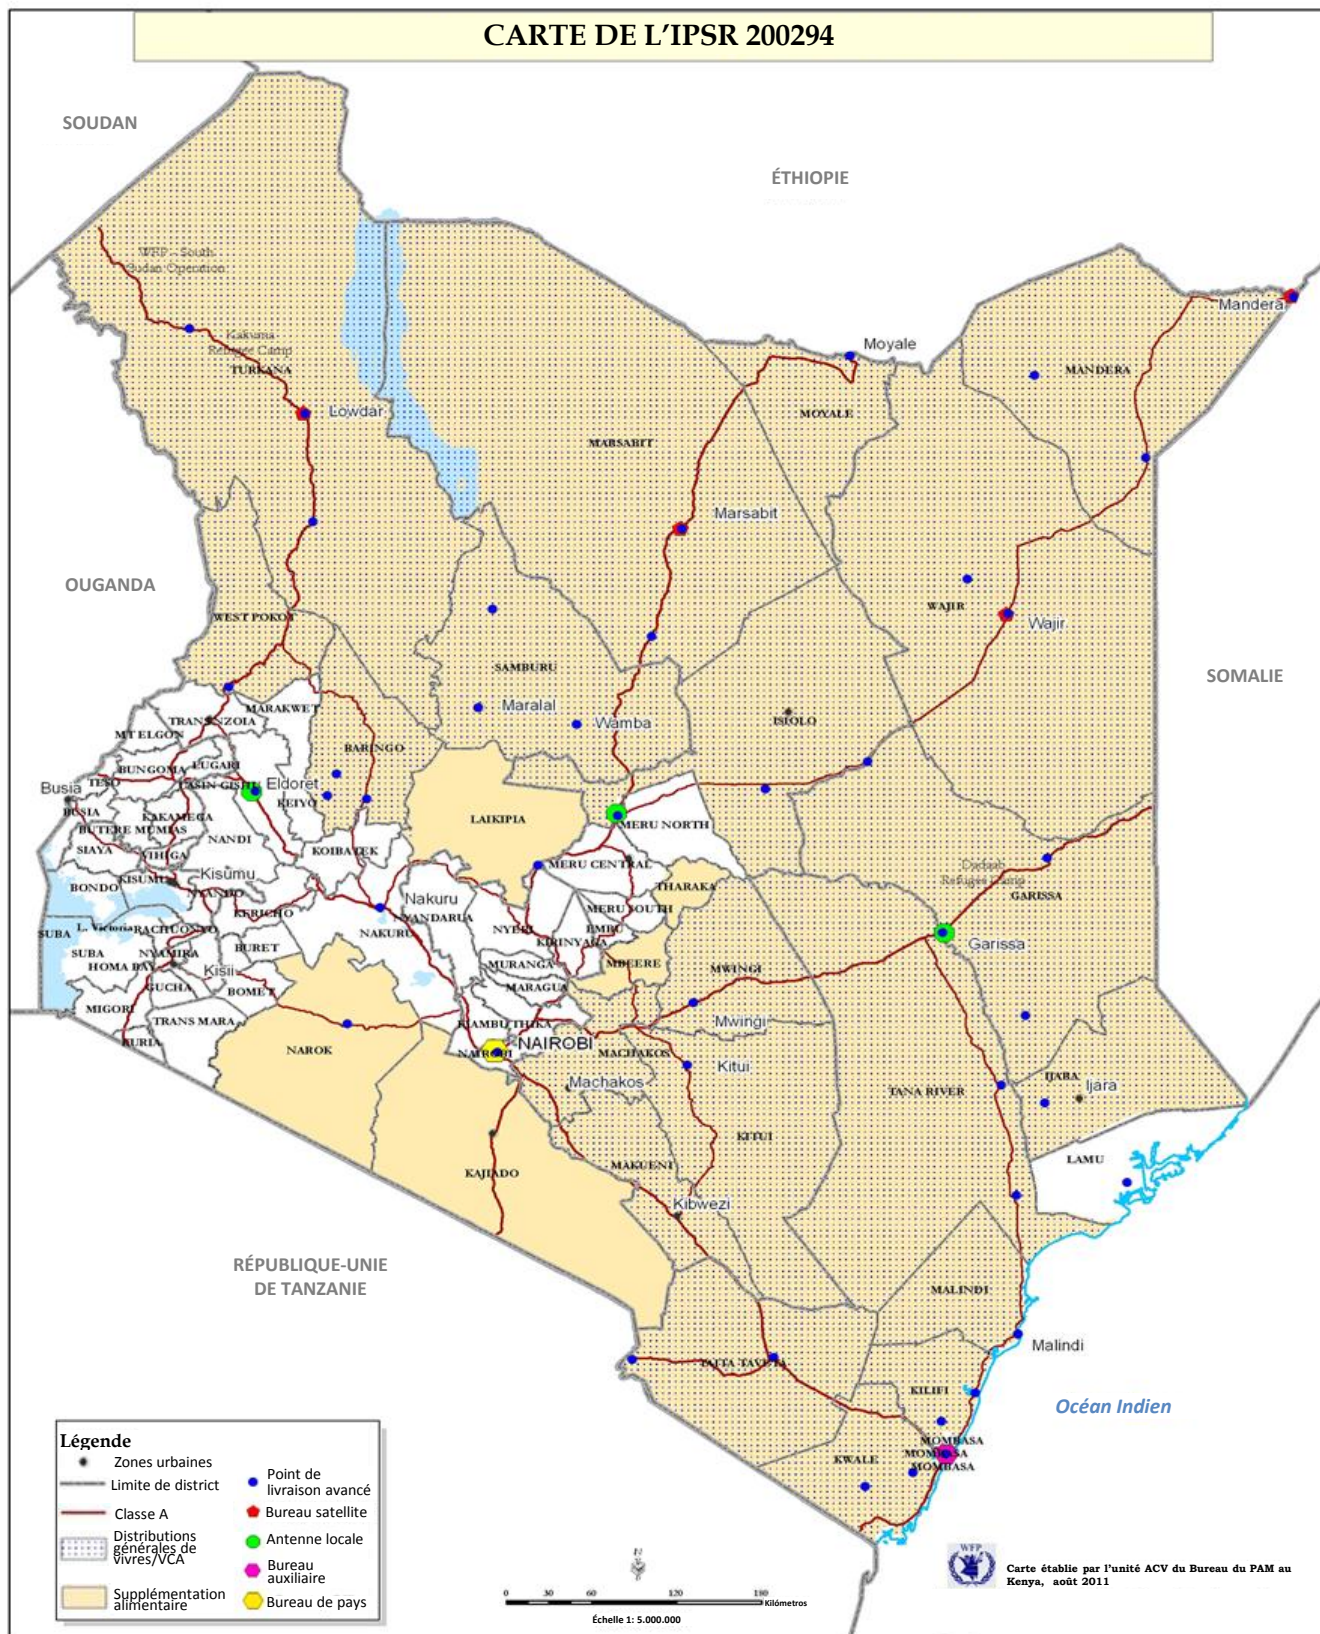 CARTE DE L’IPSR 200294
SOUDAN
ÉTHIOPIE
WFP - South
Sudan Operation
Mandera
Kakuma
Refugee Camp
Moyale
TURKANA
MANDERA
Lowdar
MOYALE
MARSABIT
Marsabit
OUGANDA
WAJIR
WEST POKOT
Wajir
SAMBURU
SOMALIE
MARAKWET
Maralal
TRANS NZOIA
Wamba
ISIOLO
MT ELGON
BARINGO
LUGARI
BUNGOMA
TESO
UASIN GISHU
Eldoret
Busia
KEIYO
BUSIA
KAKAMEGA
LAIKIPIA
MERU NORTH
BUTERE MUMIAS
NANDI
SIAYA
VIHIGA
KOIBATEK
MERU CENTRAL
Kisumu
KISUMU
BONDO
NYANDO
THARAKA
Dadaab
Refugee Camp
GARISSA
Nakuru
KERICHO
NYANDARUA
MERU SOUTH
L. Victoria
RACHUONYO
SUBA
NAKURU
NYERI
EMBU
KIRINYAGA
Garissa
BURET
SUBA
NYAMIRA
HOMA BAY
Kisii
MURANGA
MBEERE
MWINGI
GUCHA
BOMET
MARAGUA
MIGORI
TRANS MARA
KIAMBU
THIKA
Mwingi
KURIA
NAROK
NAIROBI
NAIROBI
MACHAKOS
Kitui
Machakos
IJARA
Ijara
TANA RIVER
KITUI
KAJIADO
MAKUENI
LAMU
Kibwezi
RÉPUBLIQUE-UNIE
DE TANZANIE
MALINDI
Malindi
TAITA TAVETA
KILIFI
Océan Indien
MOMBASA
MOMBASA
MOMBASA
KWALE
Légende
Zones urbaines
Limite de district
Classe A
Distributions
générales de
vivres/VCA
Supplémentation
alimentaire
Point de
livraison avancé
Bureau satellite
Antenne locale
Bureau
auxiliaire
Bureau de pays
N
0 30 60 120 180
Kilómetros
Échelle 1: 5.000.000
WFP
Carte établie par l’unité ACV du Bureau du PAM au
Kenya, août 2011